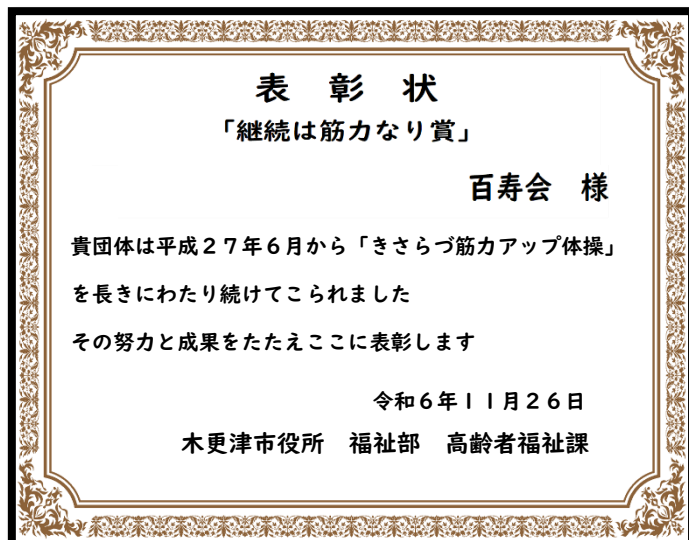 表 彰 状
「継続は筋力なり賞」
百寿会　様
貴団体は平成２７年６月から「きさらづ筋力アップ体操」
を長きにわたり続けてこられました
その努力と成果をたたえここに表彰します
令和６年１１月２６日
木更津市役所　福祉部　高齢者福祉課